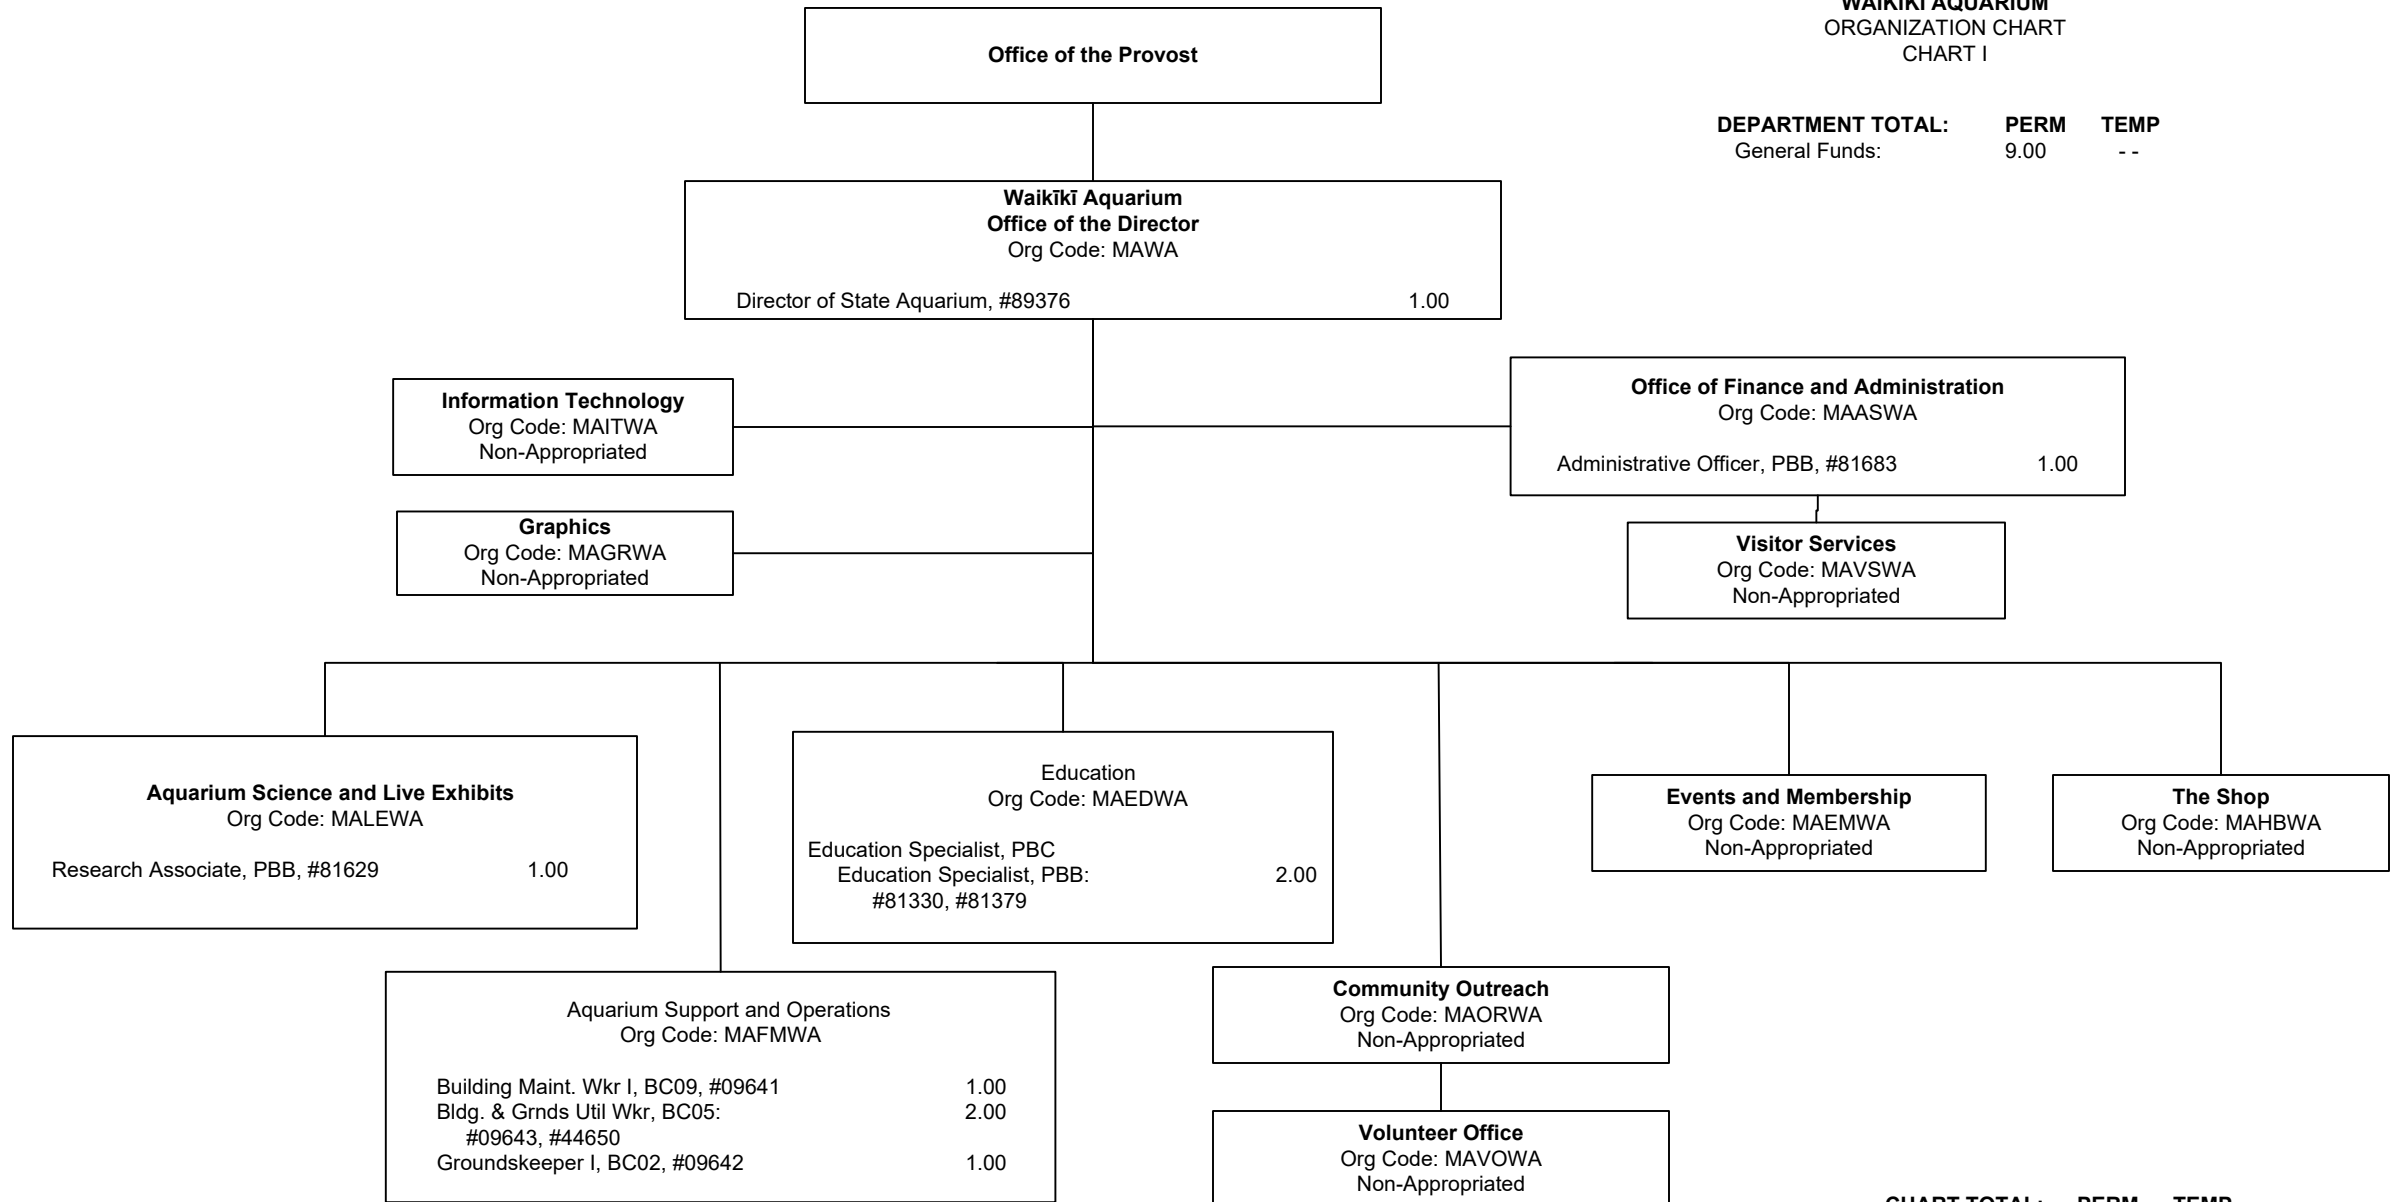 WAIKĪKĪ AQUARIUM
ORGANIZATION CHART
CHART I
DEPARTMENT TOTAL: PERM TEMP
General Funds: 9.00 - -
Office of the Provost
Waikīkī Aquarium
Office of the Director
Org Code: MAWA
Director of State Aquarium, #89376 1.00
Information Technology
Org Code: MAITWA
Non-Appropriated
Office of Finance and Administration
Org Code: MAASWA
Administrative Officer, PBB, #81683 1.00
Graphics
Org Code: MAGRWA
Non-Appropriated
Visitor Services
Org Code: MAVSWA
Non-Appropriated
Aquarium Science and Live Exhibits
Org Code: MALEWA
Research Associate, PBB, #81629 1.00
Education
Org Code: MAEDWA
Education Specialist, PBC
Education Specialist, PBB: 2.00
#81330, #81379
Events and Membership
Org Code: MAEMWA
Non-Appropriated
The Shop
Org Code: MAHBWA
Non-Appropriated
Aquarium Support and Operations
Org Code: MAFMWA
Building Maint. Wkr I, BC09, #09641 1.00
Bldg. & Grnds Util Wkr, BC05: 2.00
#09643, #44650
Groundskeeper I, BC02, #09642 1.00
Community Outreach
Org Code: MAORWA
Non-Appropriated
Volunteer Office
Org Code: MAVOWA
Non-Appropriated
CHART TOTAL: PERM TEMP